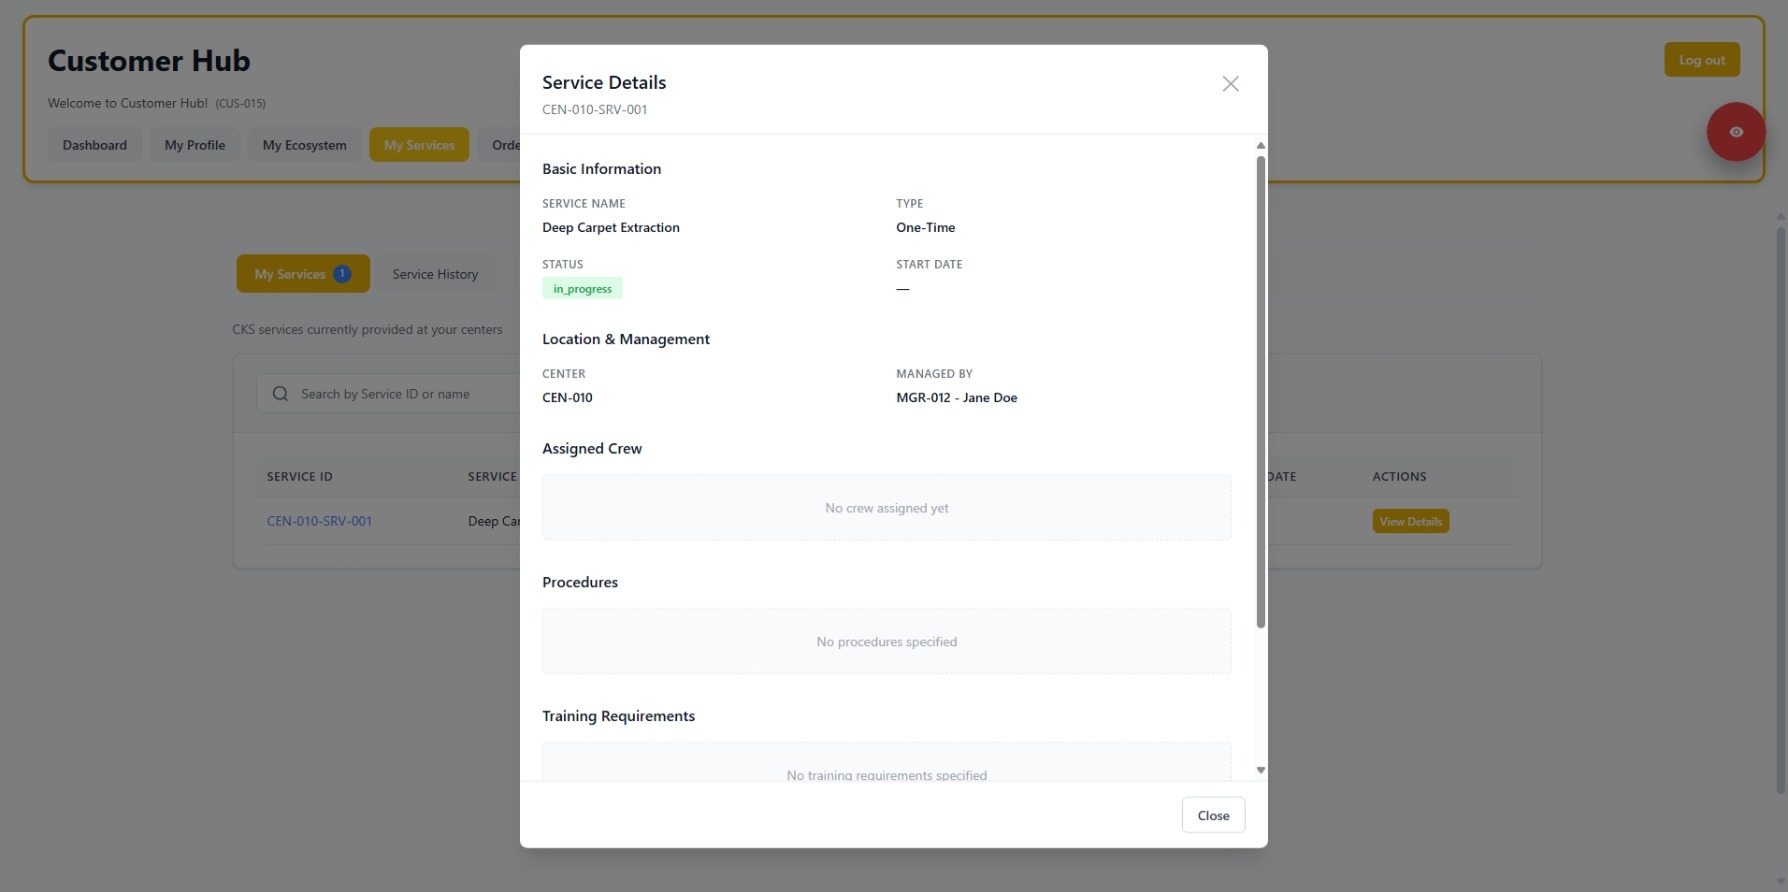 Customer Hub
Log out
Welcome to Customer Hub! (CUS-015)
Dashboard My Profile My Ecosystem My Services Orde
My Services 1 Service History
CKS services currently provided at your centers
Search by Service ID or name
SERVICE ID SERVICE DATE ACTIONS
CEN-010-SRV-001 Deep Car View Details
Service Details
CEN-010-SRV-001
Basic Information
SERVICE NAME TYPE
Deep Carpet Extraction One-Time
STATUS START DATE
in_progress —
Location & Management
CENTER MANAGED BY
CEN-010 MGR-012 - Jane Doe
Assigned Crew
No crew assigned yet
Procedures
No procedures specified
Training Requirements
No training requirements specified
Close